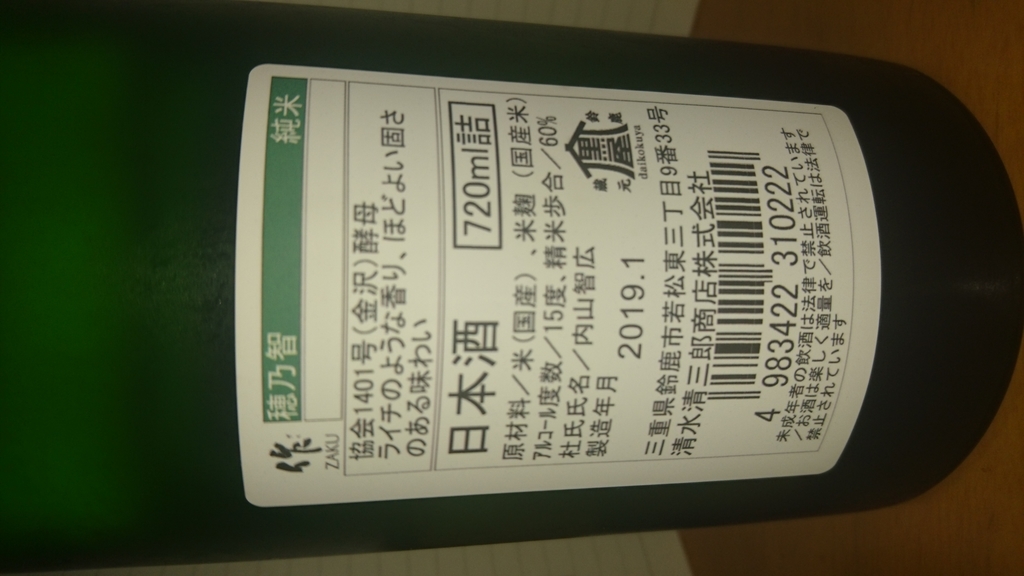 作 穂乃智 純米
ZAKU
協会1401号(金沢)酵母
ライチのような香り、ほどよい固さ
のある味わい
日本酒 720ml詰
原材料/米(国産)、米麹(国産米)
アルコール度数/15度、精米歩合/60%
杜氏氏名/内山智広
製造年月 2019.1
蔵元 鈴鹿
黒屋
daikokuya
三重県鈴鹿市若松東三丁目9番33号
清水清三郎商店株式会社
4 983422 310222
未成年者の飲酒は法律で禁止されています
/お酒は楽しく適量を/飲酒運転は法律で
禁止されています